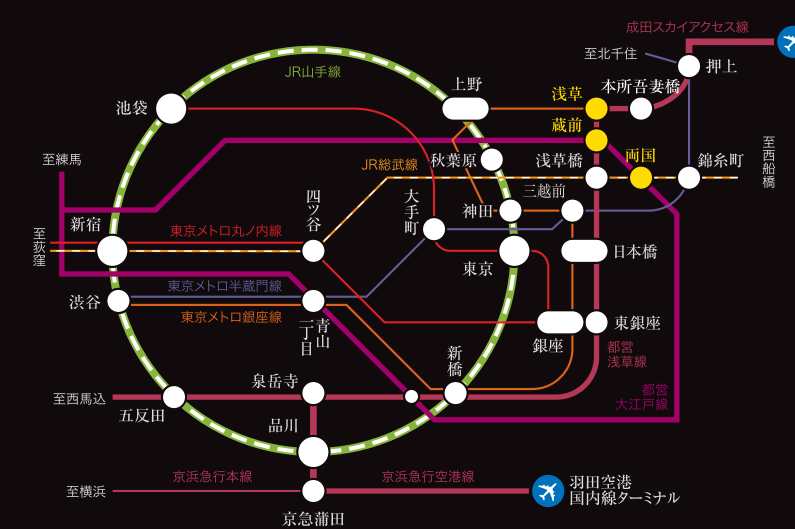 成田スカイアクセス線
至北千住
押上
JR山手線
上野
本所吾妻橋
浅草
池袋
蔵前
至練馬
JR総武線
秋葉原
浅草橋
両国
錦糸町
至西船橋
三越前
四ツ谷
大手町
神田
新宿
至荻窪
東京メトロ丸ノ内線
東京
日本橋
東京メトロ半蔵門線
渋谷
東京メトロ銀座線
青山
一丁目
新橋
銀座
東銀座
都営
浅草線
泉岳寺
都営
大江戸線
至西馬込
五反田
品川
京浜急行本線
京浜急行空港線
至横浜
羽田空港
国内線ターミナル
京急蒲田